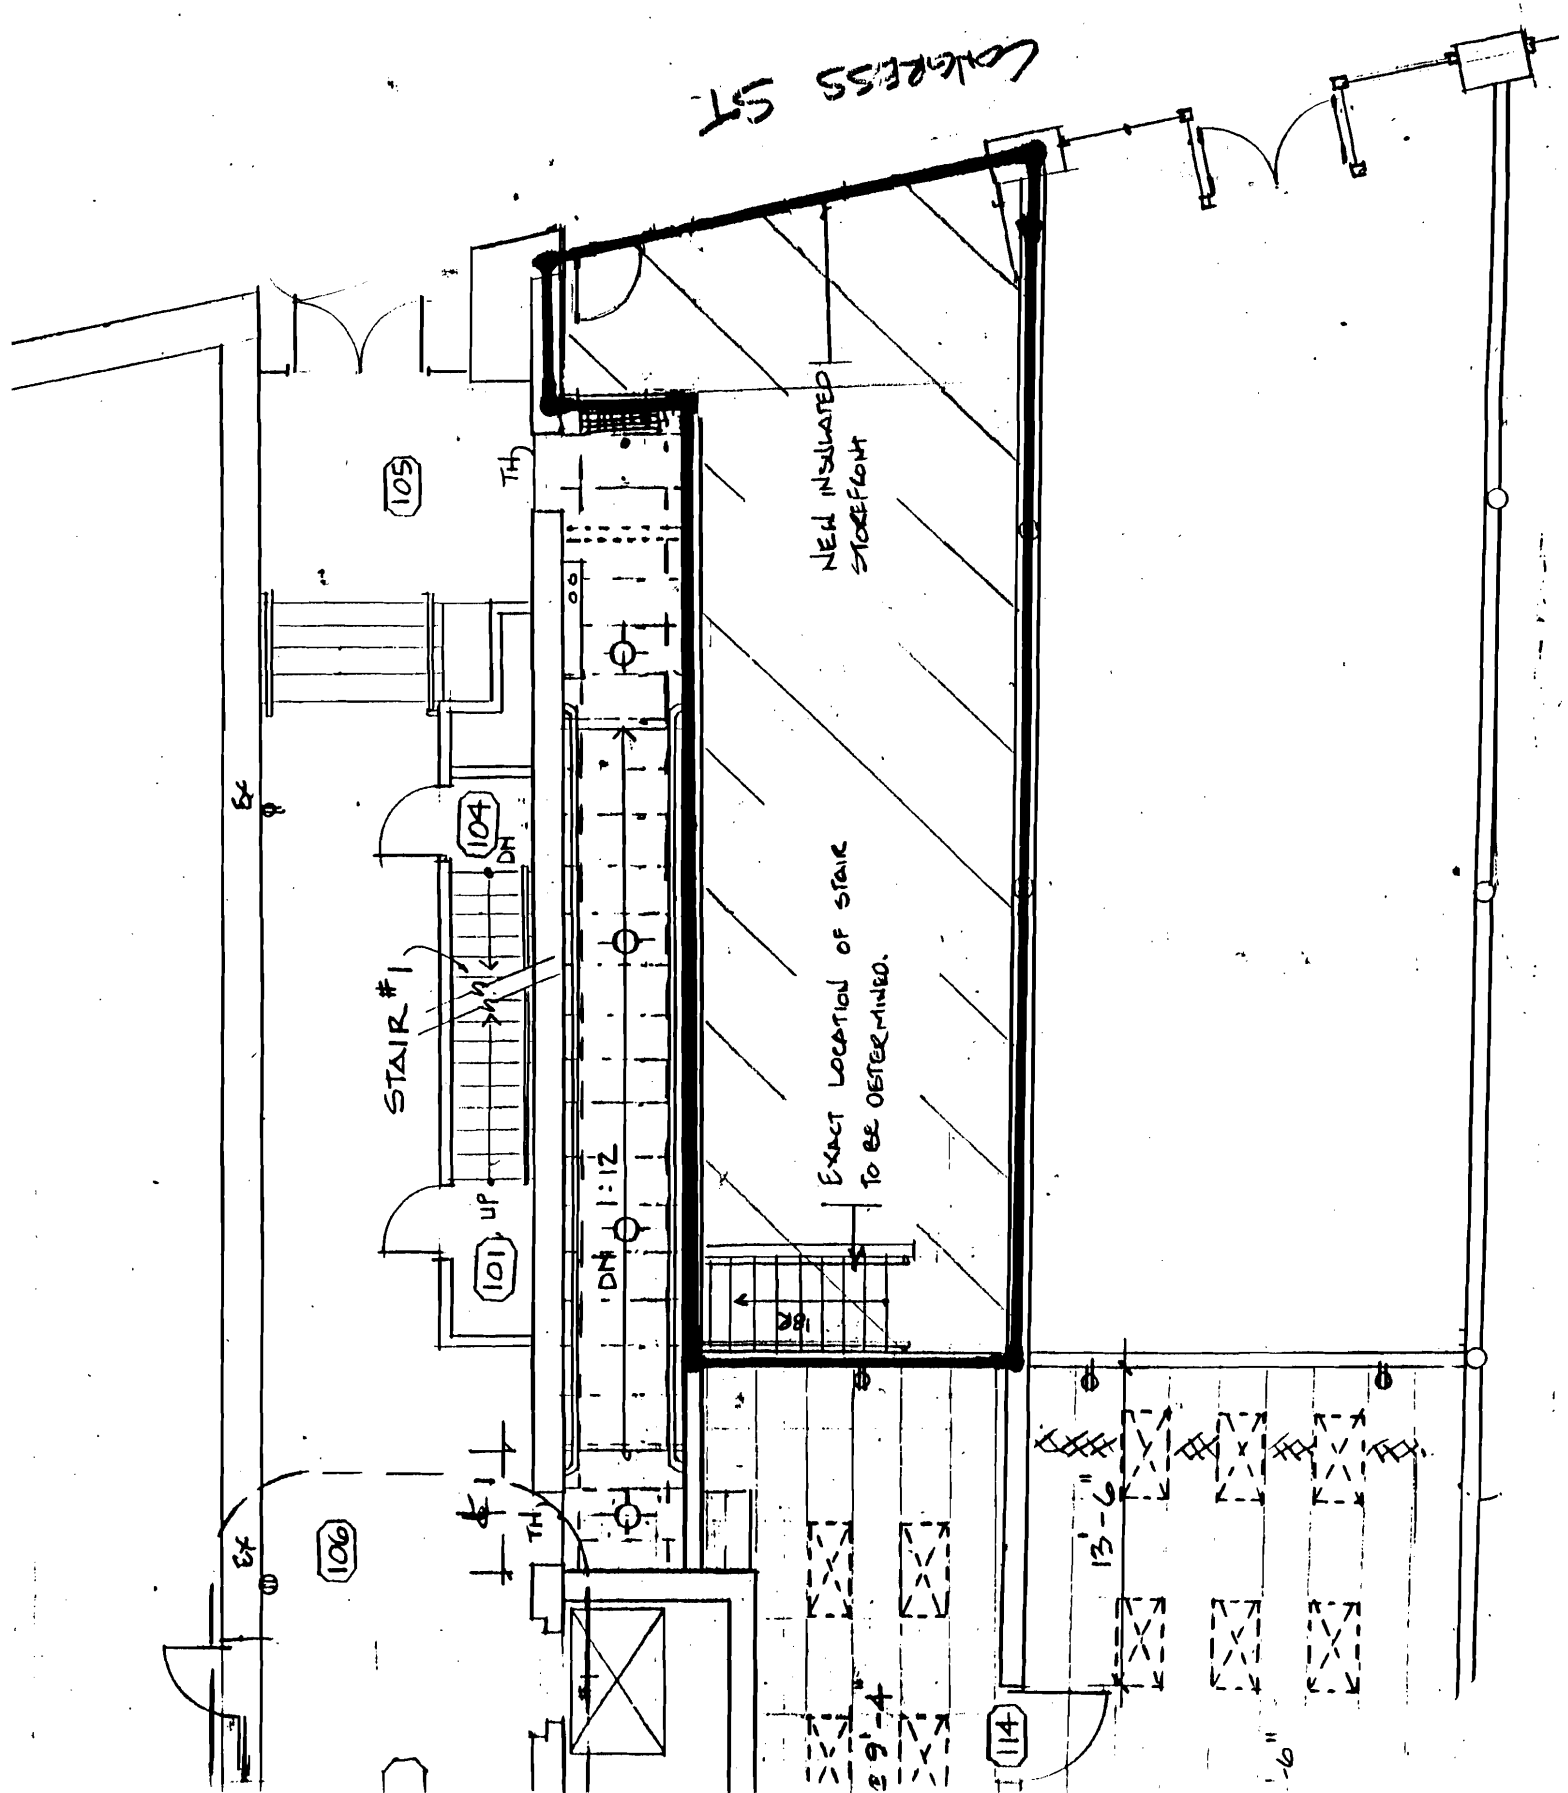 CONGRESS ST.
105
TH
NEW INSULATED
STOREFRONT
EX
104
DN
STAIR #1
EXACT LOCATION OF STAIR
TO BE DETERMINED.
UP
101
DN 1:12
18R
TH
EX
106
13'-6"
9'-4"
114
-6"